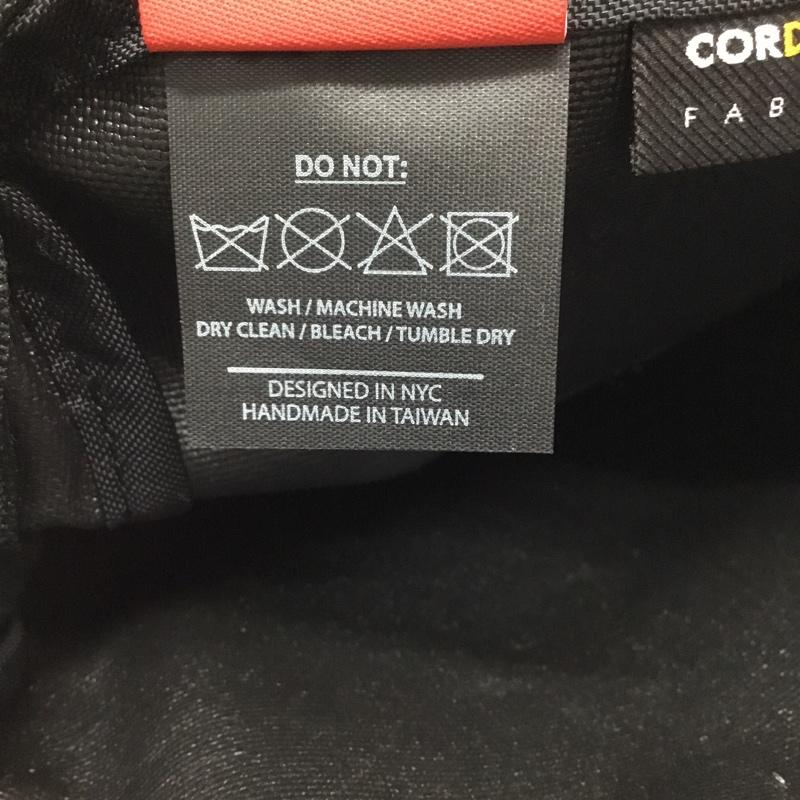 DO NOT:
WASH / MACHINE WASH
DRY CLEAN / BLEACH / TUMBLE DRY
DESIGNED IN NYC
HANDMADE IN TAIWAN